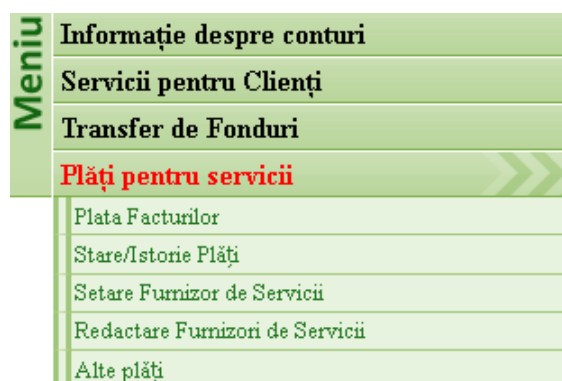 Meniu
Informație despre conturi
Servicii pentru Clienți
Transfer de Fonduri
Plăți pentru servicii
Plata Facturilor
Stare/Istorie Plăți
Setare Furnizor de Servicii
Redactare Furnizori de Servicii
Alte plăți